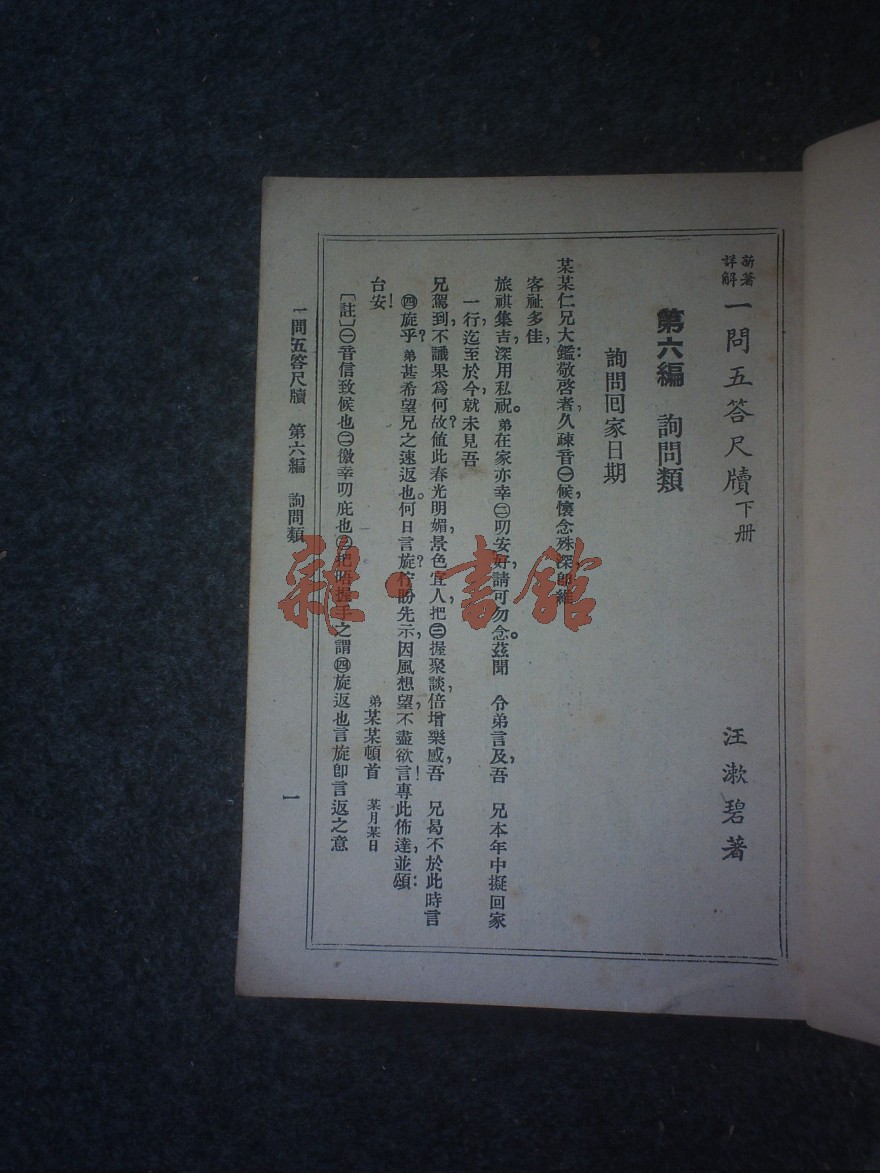 新著詳解 一問五答尺牘 下册 汪漱碧著
第六編 詢問類
詢問囘家日期
某某仁兄大鑑：敬啓者，久疎音㊀候，懷念殊深，卽維
客祉多佳，
旅祺集吉，深用私祝。弟在家亦幸㊁叨安好，請可勿念。茲聞 令弟言及，吾 兄本年中擬回家
一行，迄至於今，就未見吾
兄駕到，不識果爲何故？値此春光明媚，景色宜人，把㊂握聚談，倍增樂感，吾 兄曷不於此時言
㊃旋乎？弟甚希望兄之速返也。何日言旋？佇盼先示，因風想望，不盡欲言！專此佈達，並頌：
台安！
弟某某頓首 某月某日
〔註〕㊀音信致候也㊁徼幸叨庇也㊂把晤握手之謂㊃旋返也言旋卽言返之意
一問五答尺牘 第六編 詢問類 一
雜·書館